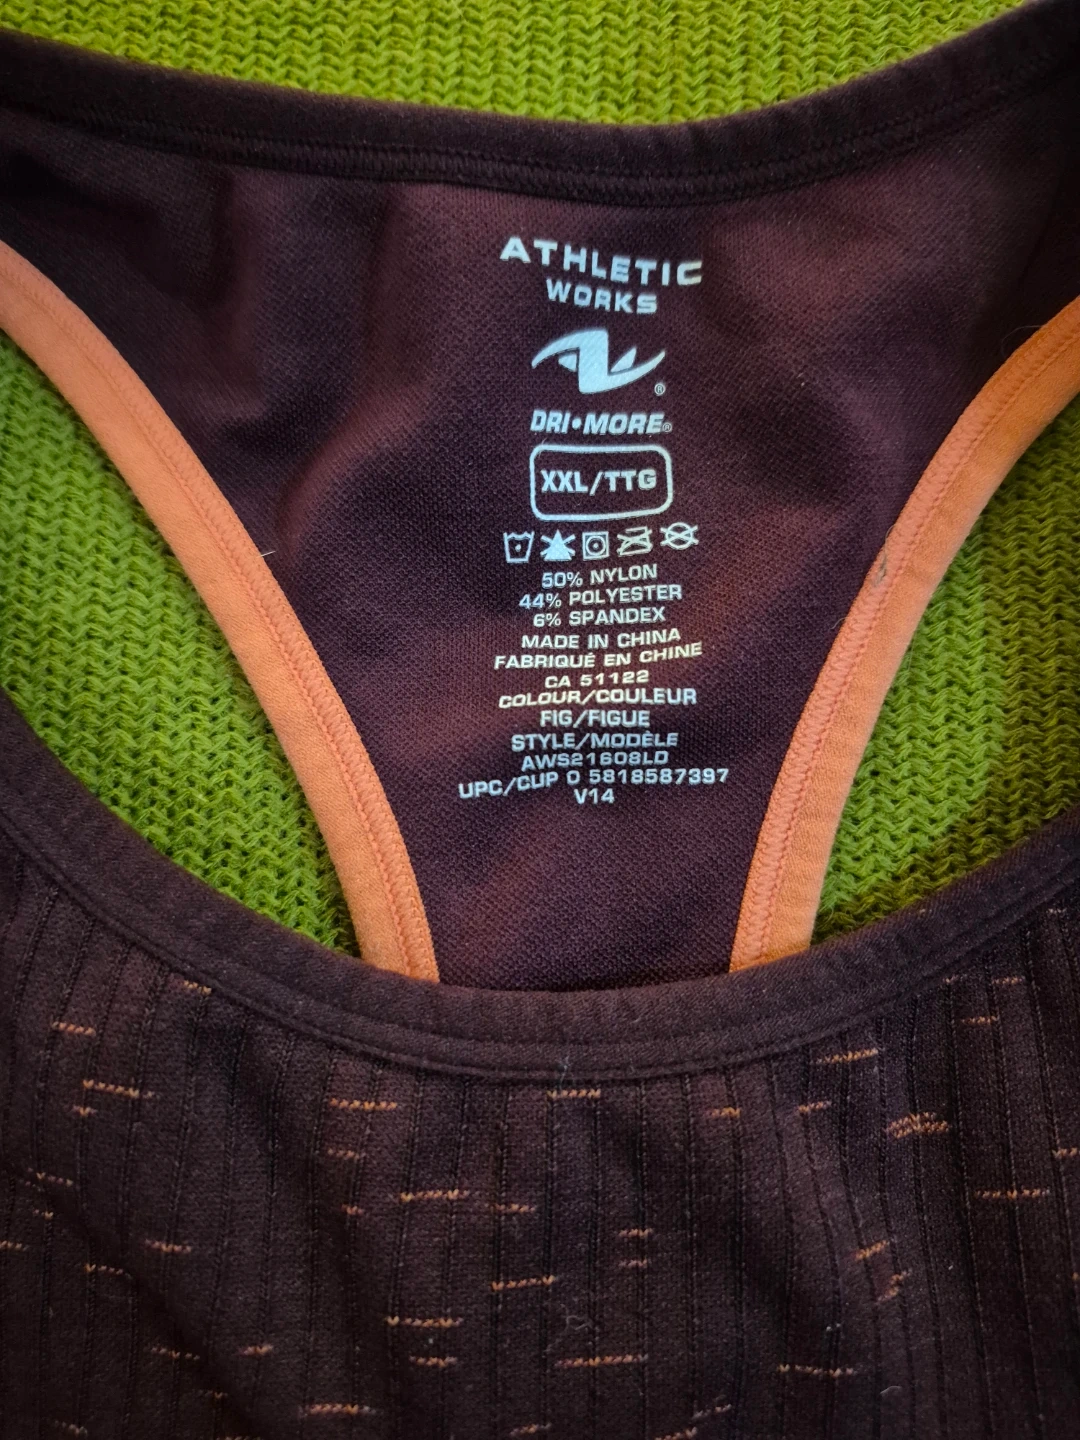 ATHLETIC
WORKS
®
DRI•MORE®
XXL/TTG
50% NYLON
44% POLYESTER
6% SPANDEX
MADE IN CHINA
FABRIQUÉ EN CHINE
CA 51122
COLOUR/COULEUR
FIG/FIGUE
STYLE/MODÈLE
AWS21608LD
UPC/CUP 0 5818587397
V14